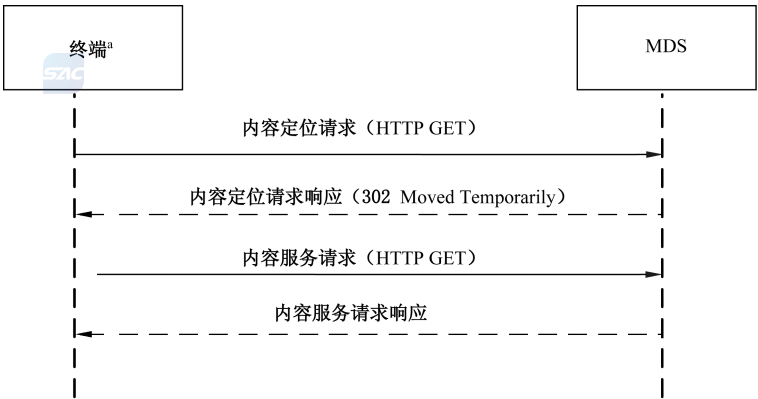 终端a
SAC
MDS
内容定位请求（HTTP GET）
内容定位请求响应（302 Moved Temporarily）
内容服务请求（HTTP GET）
内容服务请求响应